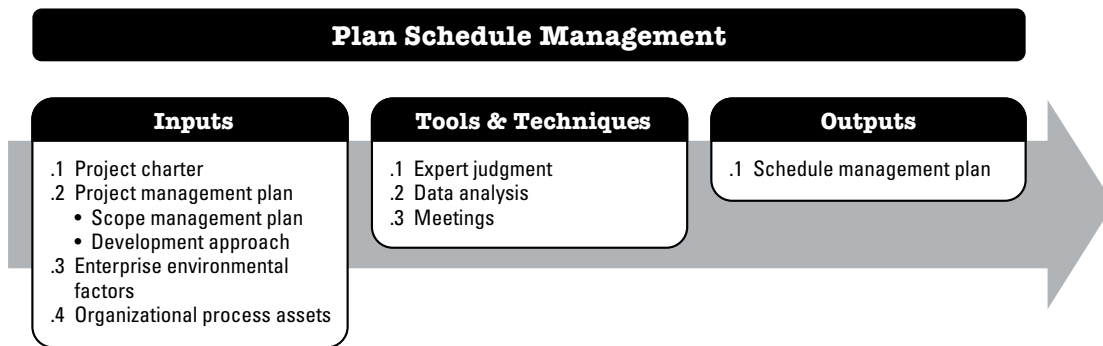 Plan Schedule Management
Inputs
.1 Project charter
.2 Project management plan
• Scope management plan
• Development approach
.3 Enterprise environmental
factors
.4 Organizational process assets
Tools & Techniques
.1 Expert judgment
.2 Data analysis
.3 Meetings
Outputs
.1 Schedule management plan